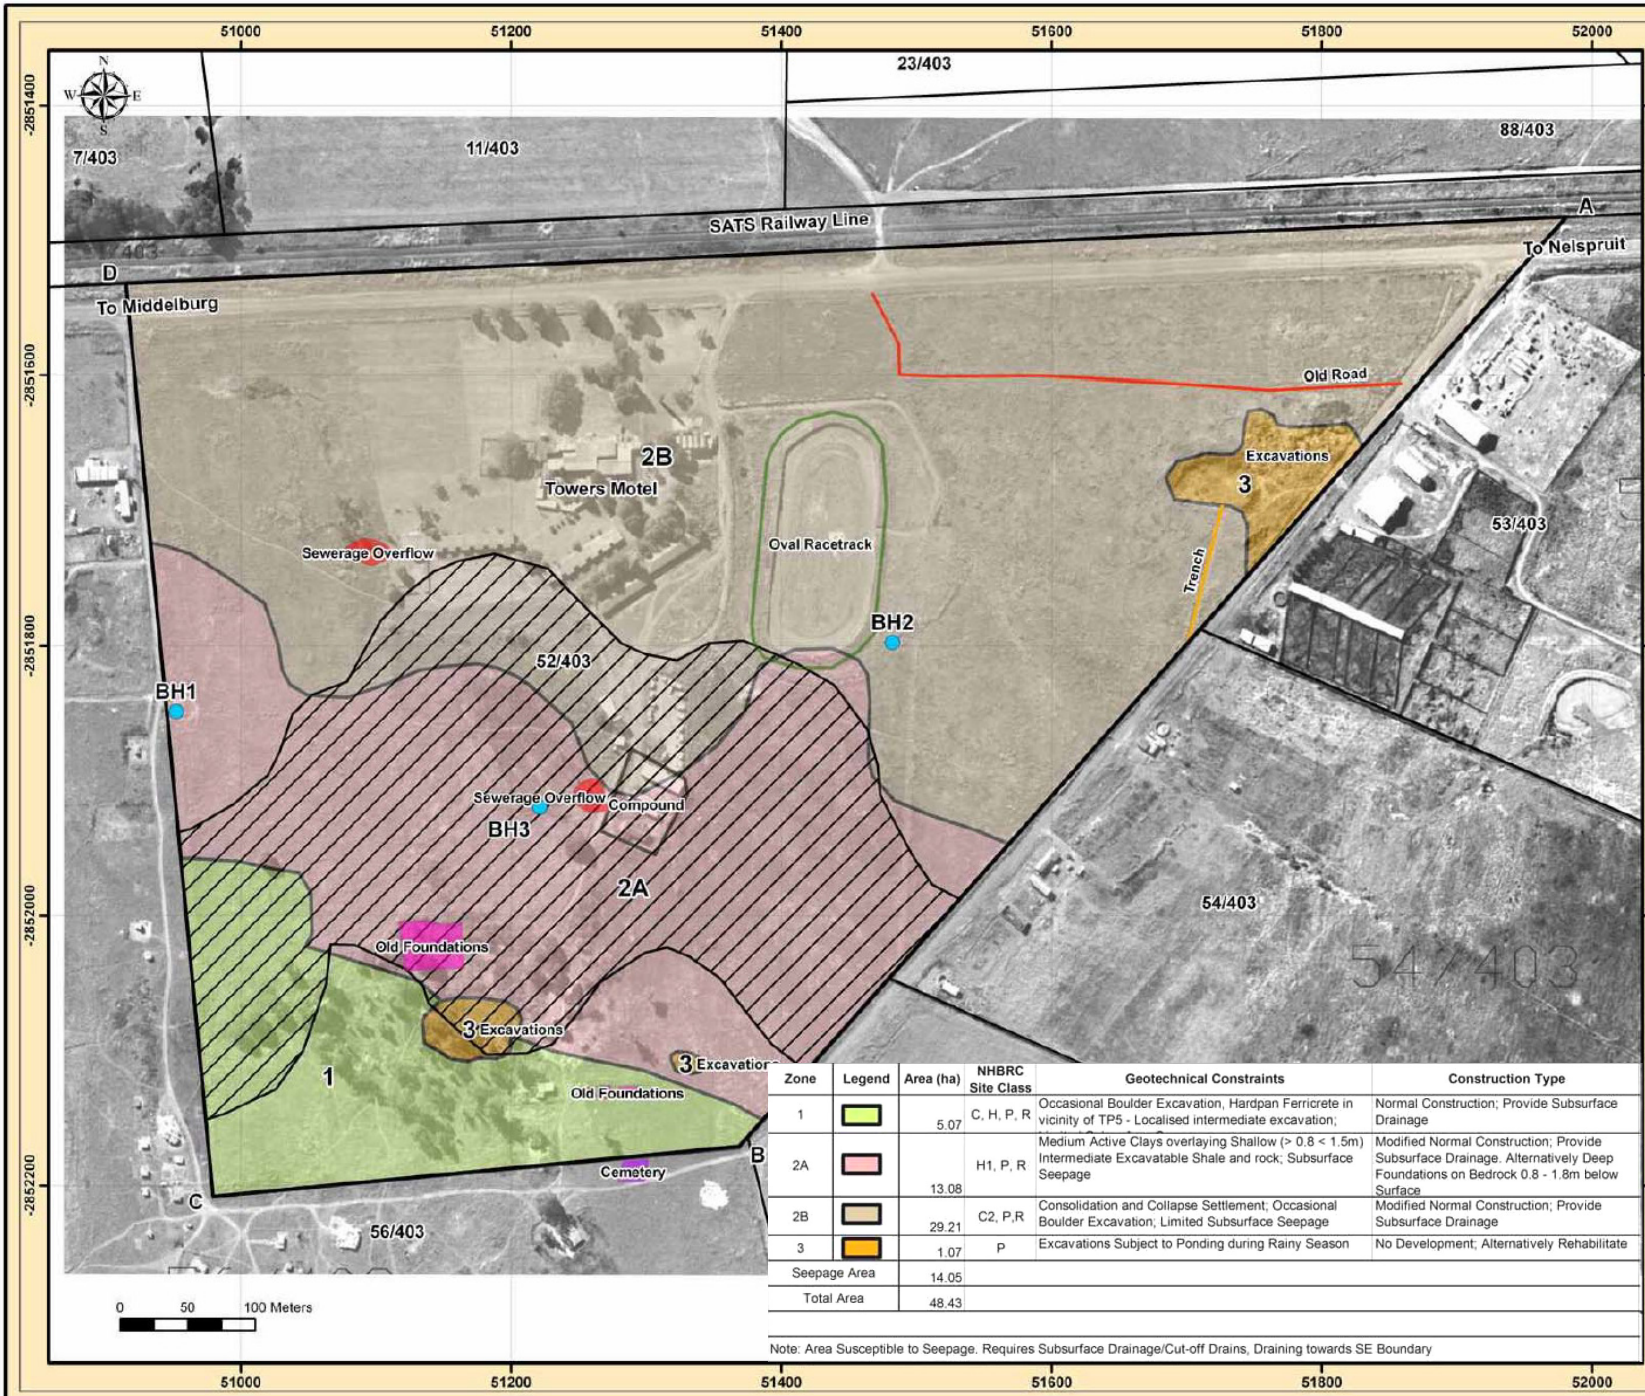 51000 51200 51400 51600 51800 52000
N
W E
S
23/403
-2851400
7/403
11/403
88/403
SATS Railway Line
A
To Nelspruit
D
To Middelburg
-2851600
Old Road
2B
Towers Motel
Excavations
3
53/403
Oval Racetrack
Sewerage Overflow
Trench
BH2
-2851800
52/403
BH1
Sewerage Overflow
Compound
BH3
2A
54/403
-2852000
Old Foundations
54/403
3 Excavations
3 Excavations
1
Old Foundations
B
Cemetery
-2852200
C
56/403
0 50 100 Meters
Zone Legend Area (ha) NHBRC Site Class Geotechnical Constraints Construction Type
1 5.07 C, H, P, R Occasional Boulder Excavation, Hardpan Ferricrete in vicinity of TP5 - Localised intermediate excavation; Normal Construction; Provide Subsurface Drainage
2A 13.08 H1, P, R Medium Active Clays overlaying Shallow (> 0.8 < 1.5m) Intermediate Excavatable Shale and rock; Subsurface Seepage Modified Normal Construction; Provide Subsurface Drainage. Alternatively Deep Foundations on Bedrock 0.8 - 1.8m below Surface
2B 29.21 C2, P,R Consolidation and Collapse Settlement; Occasional Boulder Excavation; Limited Subsurface Seepage Modified Normal Construction; Provide Subsurface Drainage
3 1.07 P Excavations Subject to Ponding during Rainy Season No Development; Alternatively Rehabilitate
Seepage Area 14.05
Total Area 48.43
Note: Area Susceptible to Seepage. Requires Subsurface Drainage/Cut-off Drains, Draining towards SE Boundary
51000 51200 51400 51600 51800 52000